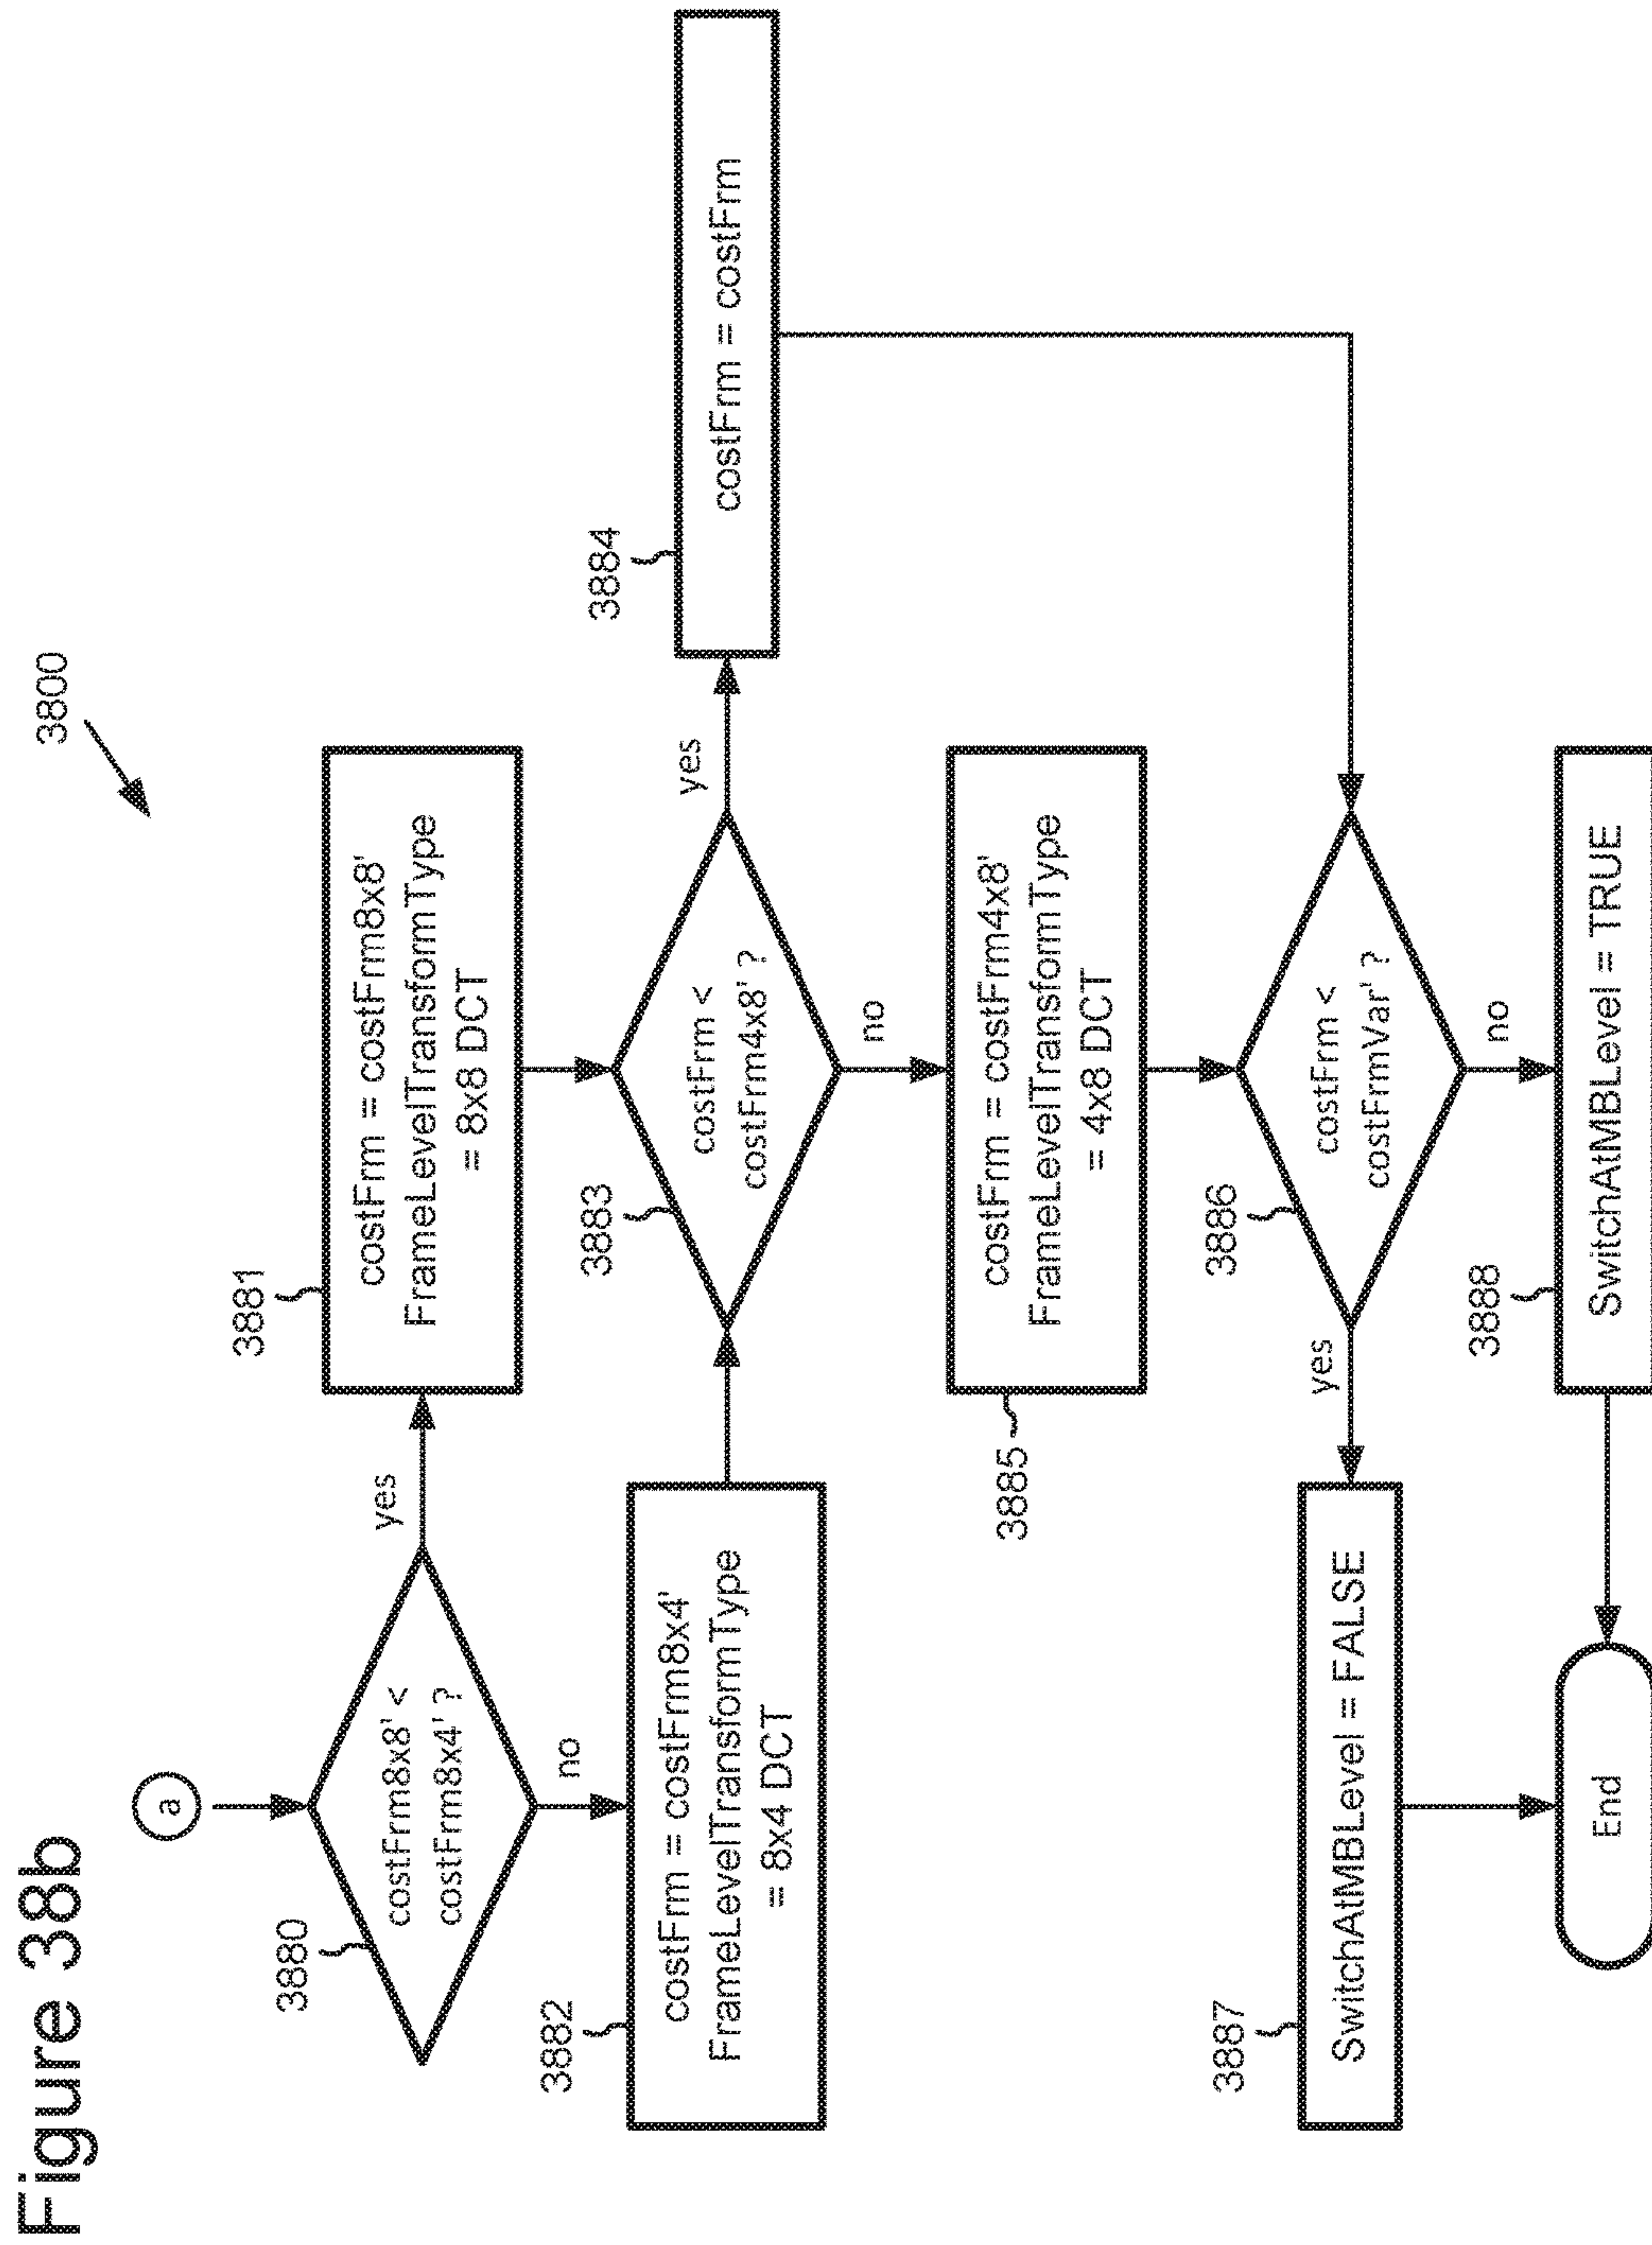 Figure 38b
3800
a
3880
costFrm8x8' <
costFrm8x4' ?
yes
no
3881
costFrm = costFrm8x8'
FrameLevelTransformType
= 8x8 DCT
3882
costFrm = costFrm8x4'
FrameLevelTransformType
= 8x4 DCT
3883
costFrm <
costFrm4x8' ?
yes
no
3884
costFrm = costFrm
3885
costFrm = costFrm4x8'
FrameLevelTransformType
= 4x8 DCT
3886
costFrm <
costFrmVar' ?
yes
no
3887
SwitchAtMBLevel = FALSE
3888
SwitchAtMBLevel = TRUE
End